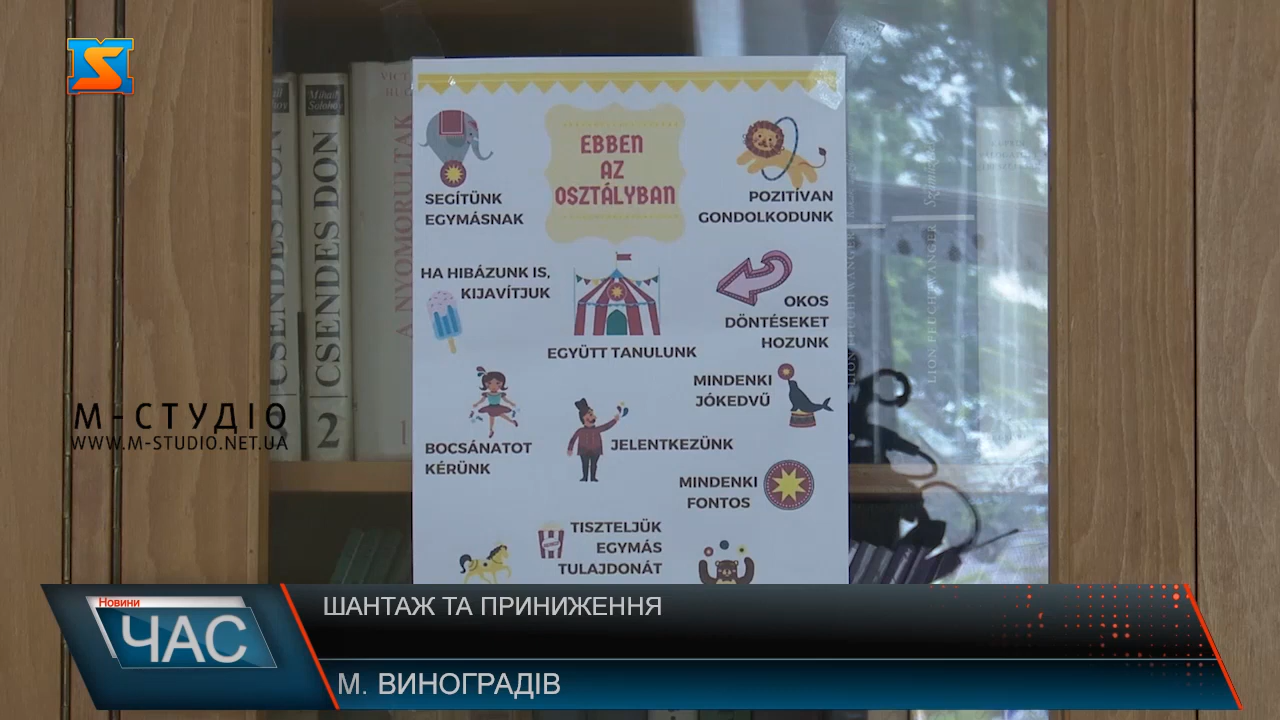 Mihail
Solohov
CSENDES DON
CSENDES DON
2
A NYOMORULTAK
EBBEN
AZ
OSZTÁLYBAN
SEGÍTÜNK
EGYMÁSNAK
POZITÍVAN
GONDOLKODUNK
HA HIBÁZUNK IS,
KIJAVÍTJUK
EGYÜTT TANULUNK
OKOS
DÖNTÉSEKET
HOZUNK
MINDENKI
JÓKEDVŰ
BOCSÁNATOT
KÉRÜNK
JELENTKEZÜNK
MINDENKI
FONTOS
TISZTELJÜK
EGYMÁS
TULAJDONÁT
LION FEUCHTWANGER
М-СТУДІО
WWW.M-STUDIO.NET.UA
Новини
ЧАС
ШАНТАЖ ТА ПРИНИЖЕННЯ
М. ВИНОГРАДІВ